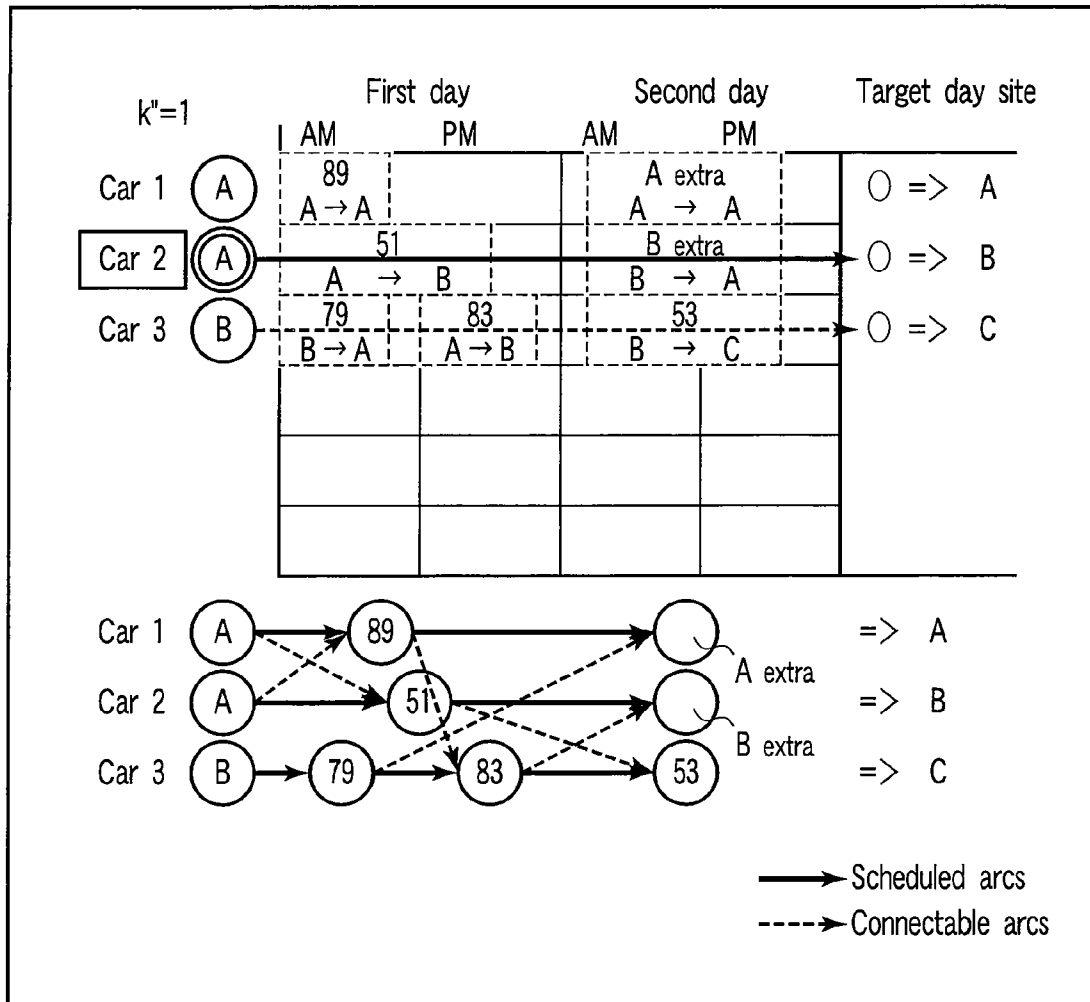 k"=1
First day Second day Target day site
AM PM AM PM
Car 1 A 89 A extra ○ => A
A → A A → A
Car 2 A 51 B extra ○ => B
A → B B → A
Car 3 B 79 83 53 ○ => C
B → A A → B B → C
Car 1 A 89 => A
A extra
Car 2 A 51 => B
B extra
Car 3 B 79 83 53 => C
Scheduled arcs
Connectable arcs